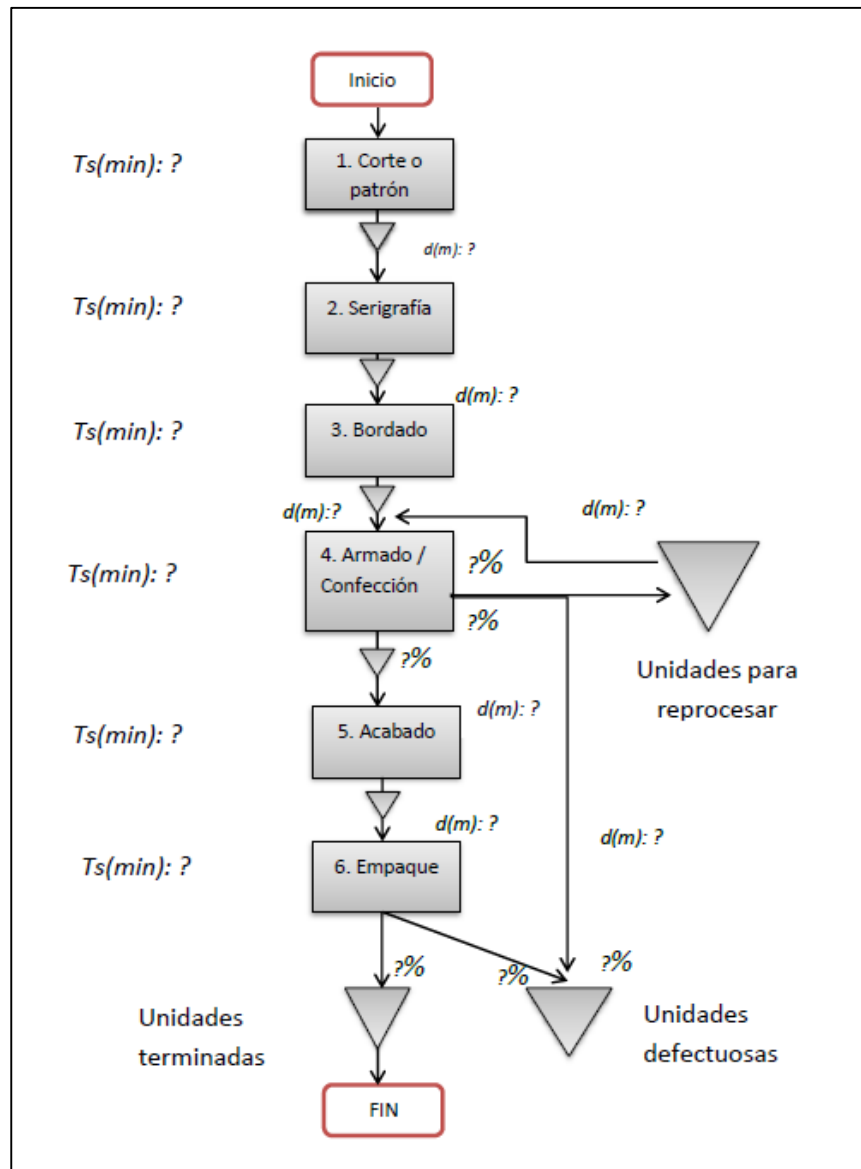 Inicio
Ts(min): ?
1. Corte o
patrón
d(m): ?
Ts(min): ?
2. Serigrafía
d(m): ?
Ts(min): ?
3. Bordado
d(m):?
d(m): ?
Ts(min): ?
4. Armado /
Confección
?%
?%
?%
Unidades para
reprocesar
Ts(min): ?
5. Acabado
d(m): ?
d(m): ?
d(m): ?
Ts(min): ?
6. Empaque
?%
?%
?%
Unidades
terminadas
Unidades
defectuosas
FIN